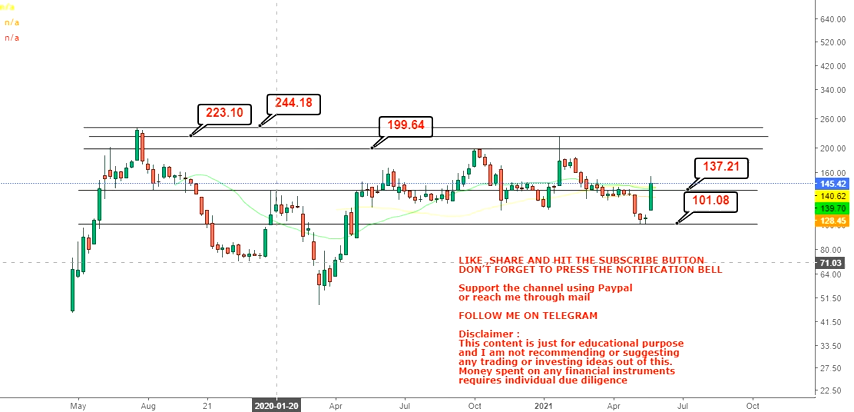 n/a
n/a
n/a
640.00
520.00
420.00
340.00
260.00
244.18
223.10
199.64
200.00
137.21
160.00
145.42
140.62
139.70
101.08
128.45
80.00
71.03
64.00
51.50
41.50
33.50
27.50
22.50
LIKE ,SHARE AND HIT THE SUBSCRIBE BUTTON
DON'T FORGET TO PRESS THE NOTIFICATION BELL
Support the channel using Paypal
or reach me through mail
FOLLOW ME ON TELEGRAM
Disclaimer :
This content is just for educational purpose
and I am not recommending or suggesting
any trading or investing ideas out of this.
Money spent on any financial instruments
requires individual due diligence
May Aug 21 2020-01-20 Apr Jul Oct 2021 Apr Jul Oct